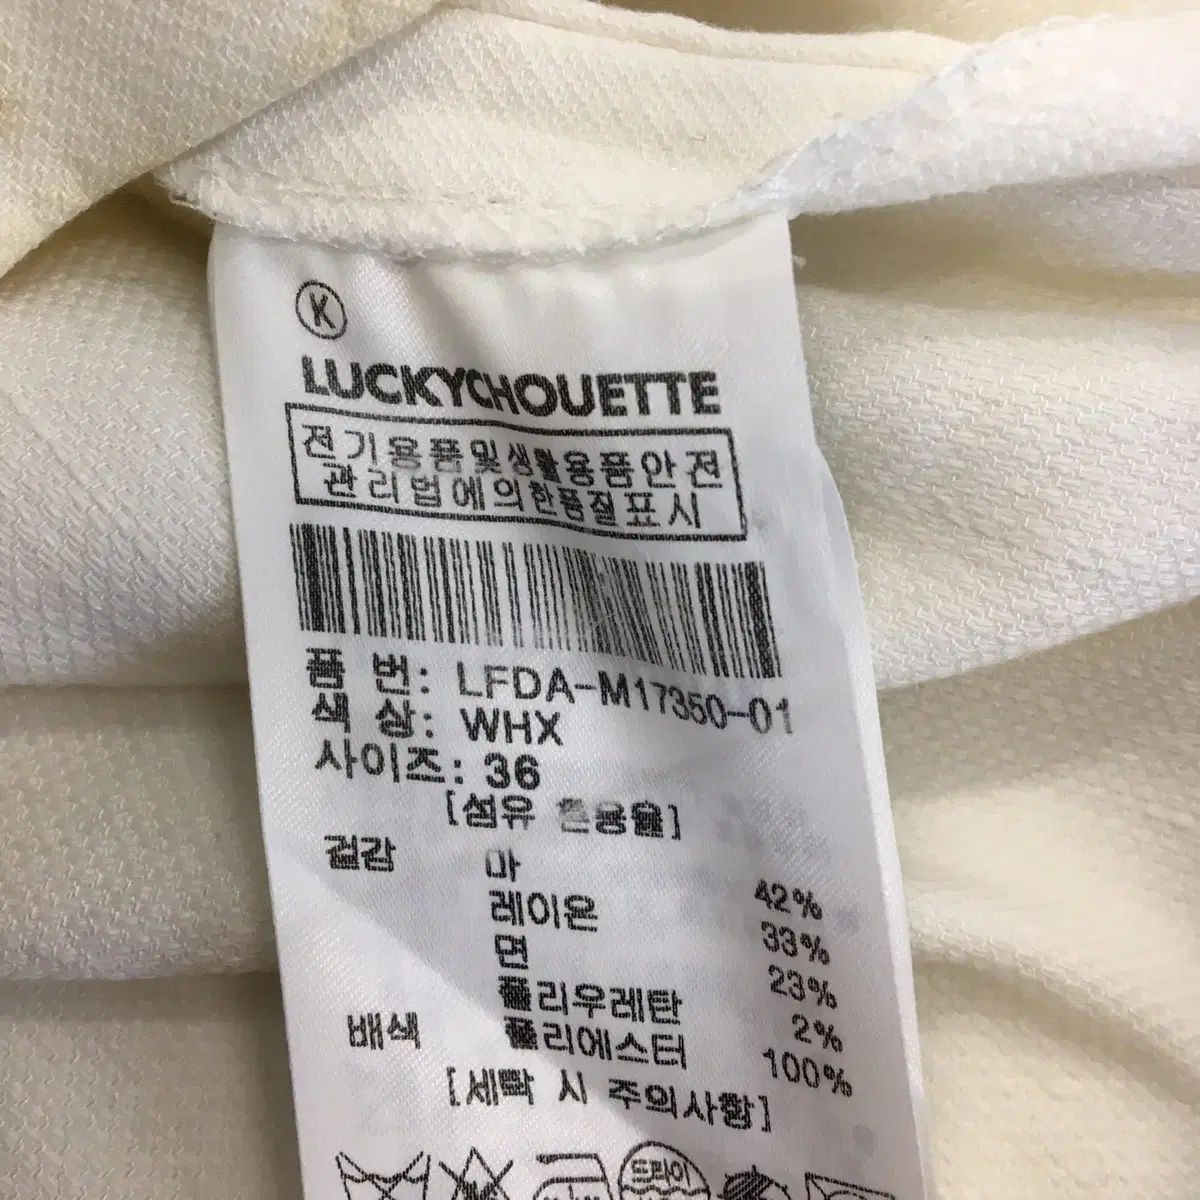 K
LUCKYCHOUETTE
전기용품및생활용품안전
관리법에의한품질표시
품 번: LFDA-M17350-01
색 상: WHX
사이즈: 36
[섬유 혼용율]
겉감 마 42%
레이온 33%
면 23%
폴리우레탄 2%
배색 폴리에스터 100%
[세탁 시 주의사항]
드라이